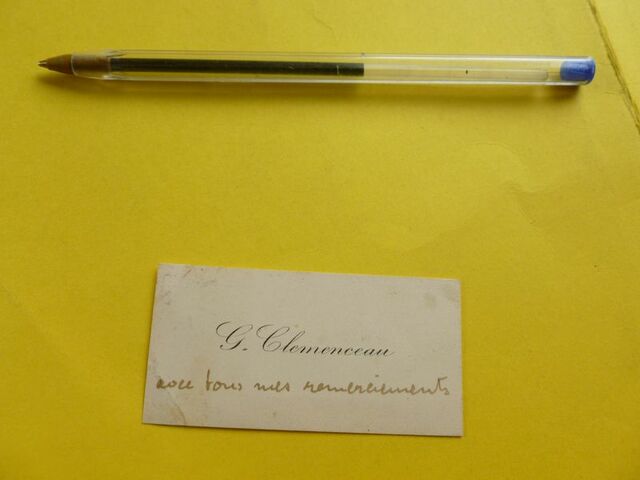 G. Clemenceau
avec tous mes remerciements